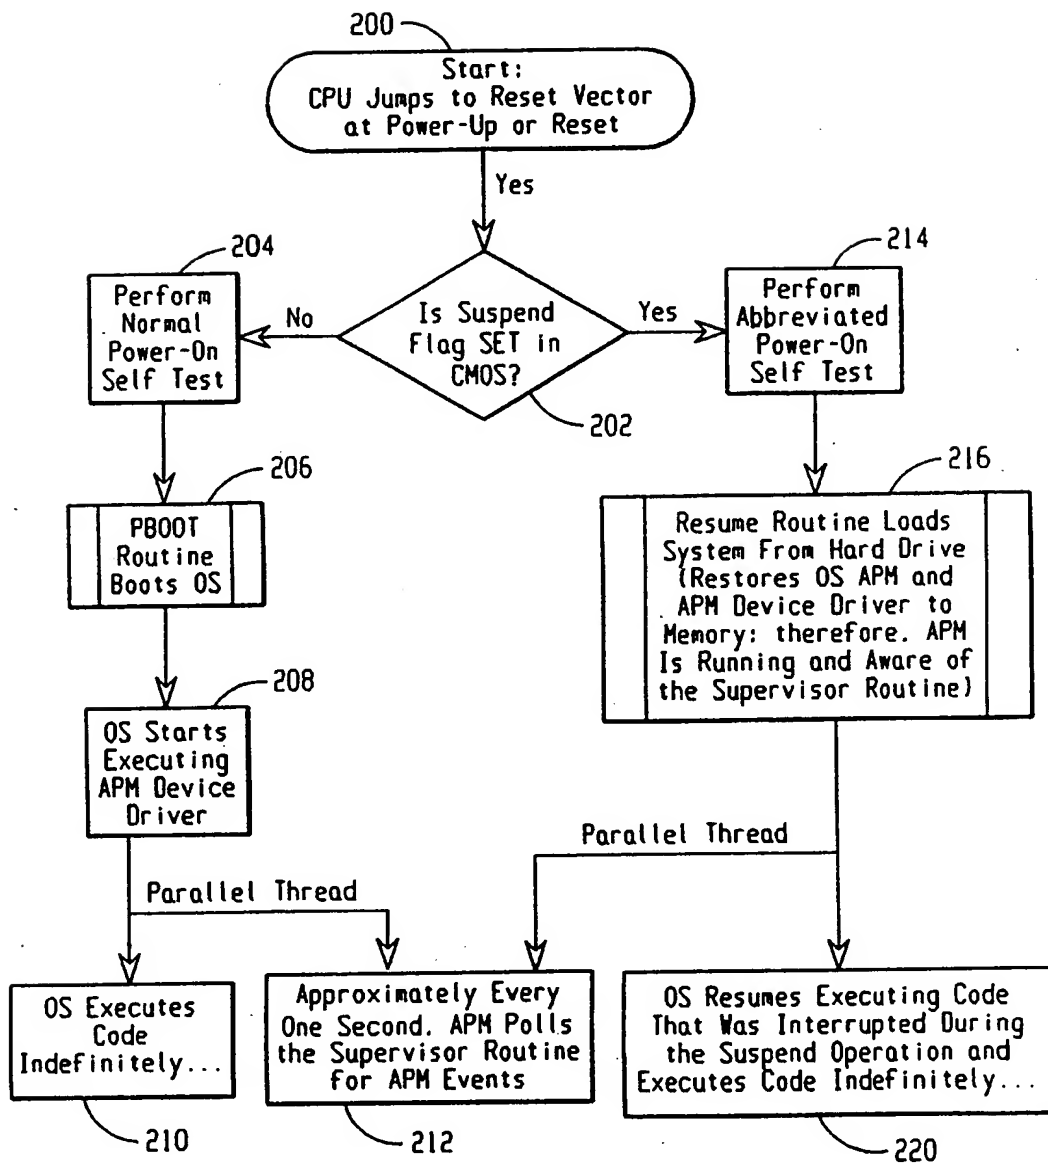 200
Start:
CPU Jumps to Reset Vector
at Power-Up or Reset
Yes
204
Perform
Normal
Power-On
Self Test
No
Is Suspend
Flag SET in
CMOS?
202
Yes
214
Perform
Abbreviated
Power-On
Self Test
206
PBOOT
Routine
Boots OS
216
Resume Routine Loads
System From Hard Drive
(Restores OS APM and
APM Device Driver to
Memory; therefore, APM
Is Running and Aware of
the Supervisor Routine)
208
OS Starts
Executing
APM Device
Driver
Parallel Thread
Parallel Thread
OS Executes
Code
Indefinitely...
210
Approximately Every
One Second, APM Polls
the Supervisor Routine
for APM Events
212
OS Resumes Executing Code
That Was Interrupted During
the Suspend Operation and
Executes Code Indefinitely...
220